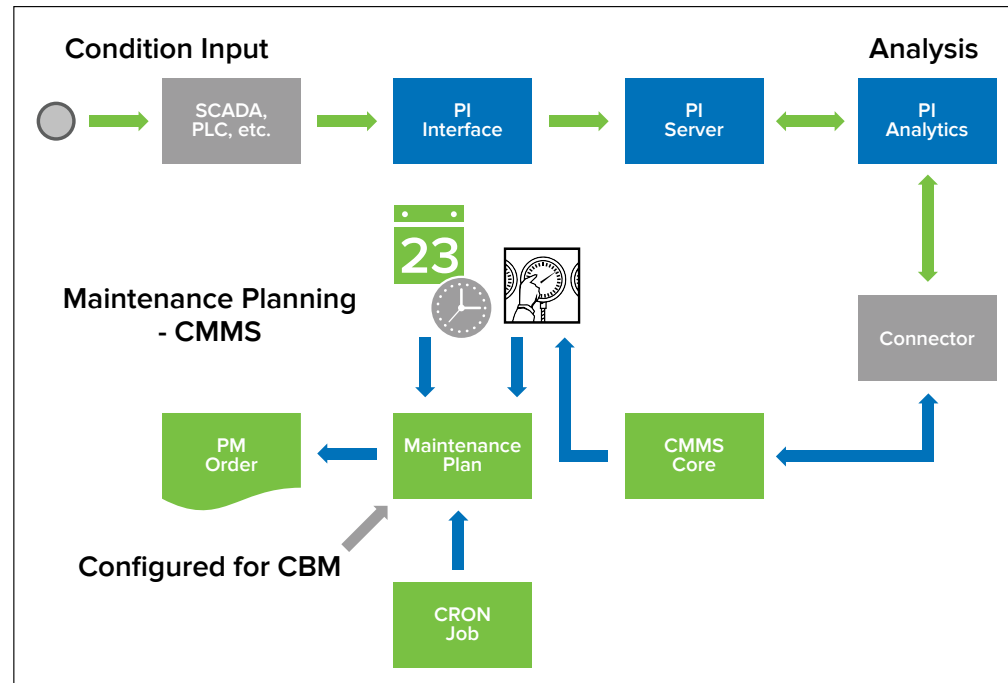 Condition Input
Analysis
SCADA,
PLC, etc.
PI
Interface
PI
Server
PI
Analytics
23
Maintenance Planning
- CMMS
Connector
PM
Order
Maintenance
Plan
CMMS
Core
Configured for CBM
CRON
Job